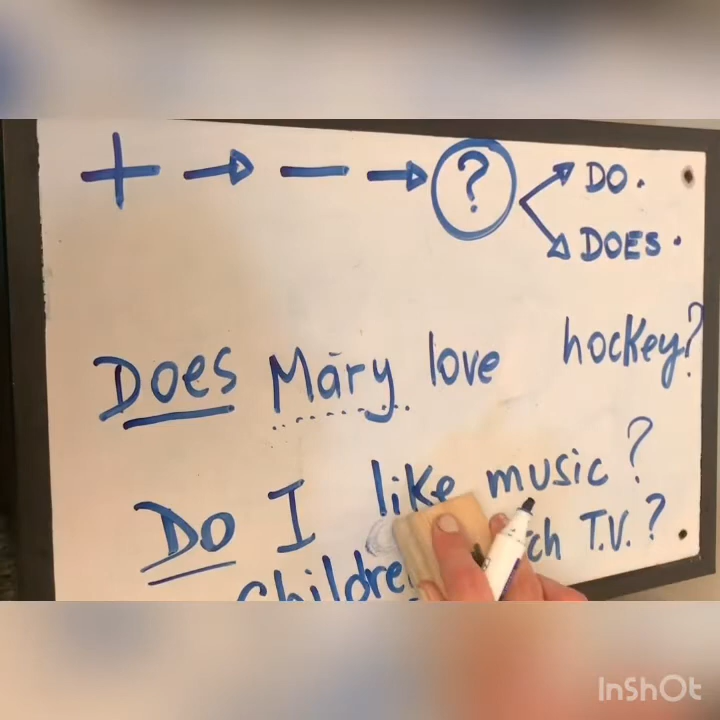 + → − → ? DO.
DOES.
DOES Mary love hockey?
DO I like music?
T.V.?
InShOt